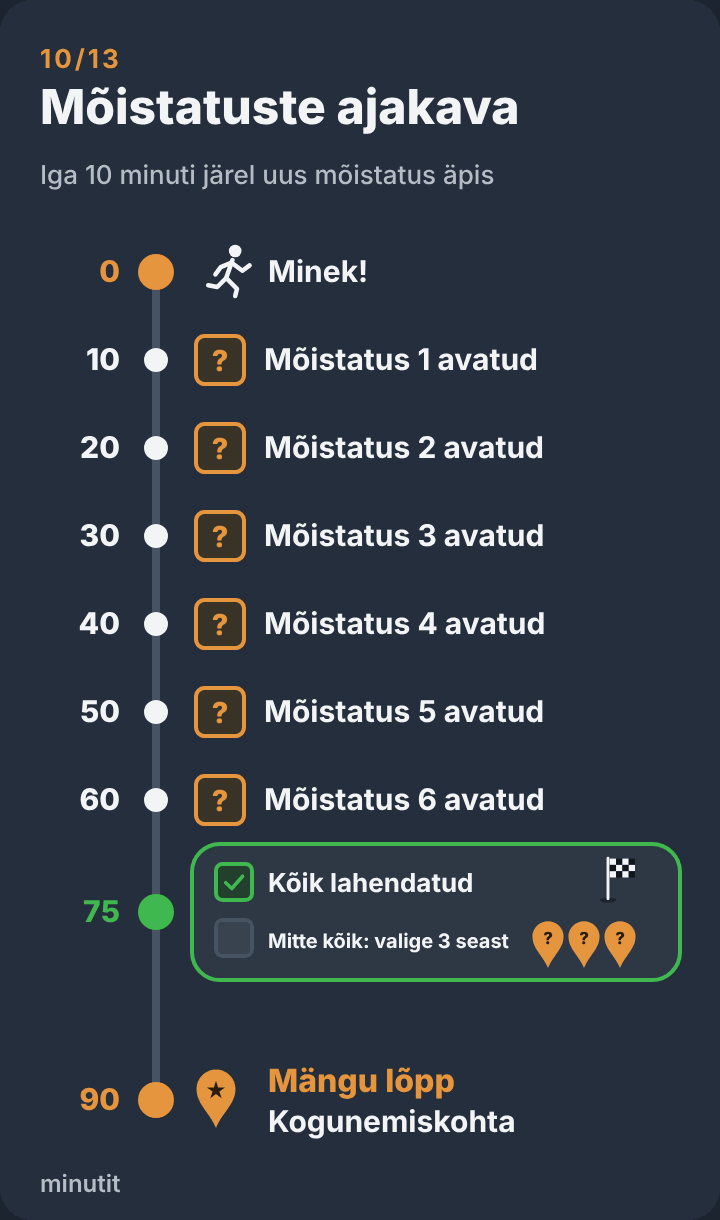 10/13
Mõistatuste ajakava
Iga 10 minuti järel uus mõistatus äpis
0 Minek!
10 ? Mõistatus 1 avatud
20 ? Mõistatus 2 avatud
30 ? Mõistatus 3 avatud
40 ? Mõistatus 4 avatud
50 ? Mõistatus 5 avatud
60 ? Mõistatus 6 avatud
75
Kõik lahendatud
Mitte kõik: valige 3 seast ? ? ?
90 Mängu lõpp
Kogunemiskohta
minutit